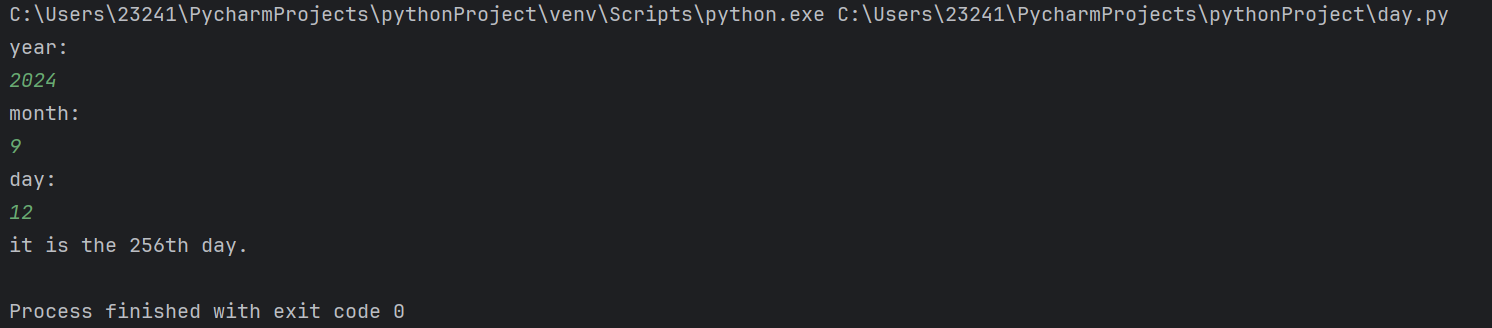 C:\Users\23241\PycharmProjects\pythonProject\venv\Scripts\python.exe C:\Users\23241\PycharmProjects\pythonProject\day.py
year:
2024
month:
9
day:
12
it is the 256th day.
Process finished with exit code 0